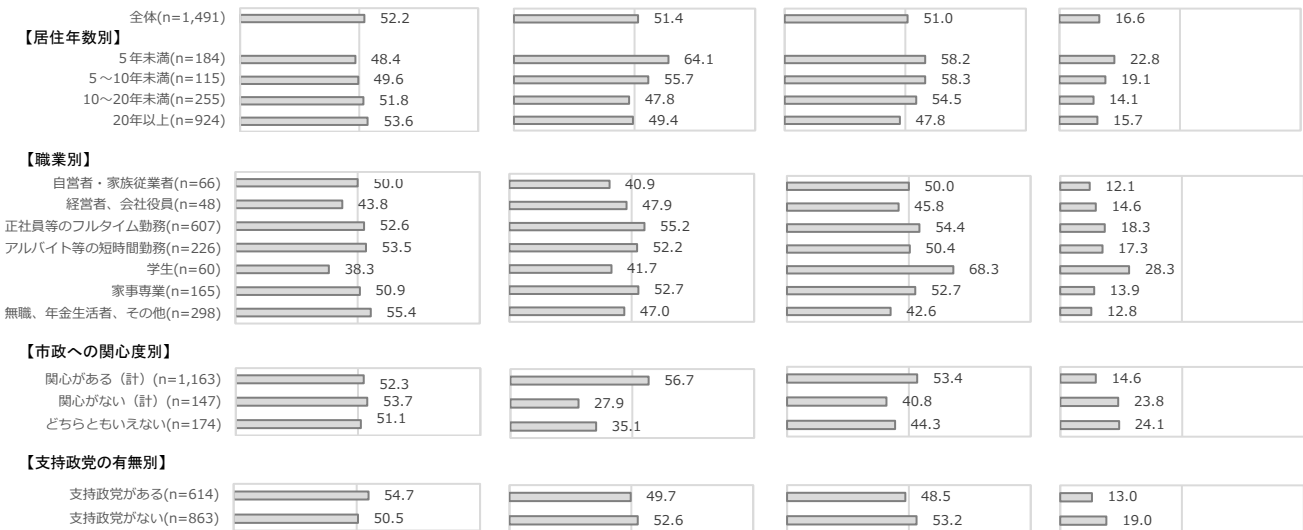 全体(n=1,491) 52.2 51.4 51.0 16.6
【居住年数別】
5年未満(n=184) 48.4 64.1 58.2 22.8
5～10年未満(n=115) 49.6 55.7 58.3 19.1
10～20年未満(n=255) 51.8 47.8 54.5 14.1
20年以上(n=924) 53.6 49.4 47.8 15.7
【職業別】
自営者・家族従業者(n=66) 50.0 40.9 50.0 12.1
経営者、会社役員(n=48) 43.8 47.9 45.8 14.6
正社員等のフルタイム勤務(n=607) 52.6 55.2 54.4 18.3
アルバイト等の短時間勤務(n=226) 53.5 52.2 50.4 17.3
学生(n=60) 38.3 41.7 68.3 28.3
家事専業(n=165) 50.9 52.7 52.7 13.9
無職、年金生活者、その他(n=298) 55.4 47.0 42.6 12.8
【市政への関心度別】
関心がある（計）(n=1,163) 52.3 56.7 53.4 14.6
関心がない（計）(n=147) 53.7 27.9 40.8 23.8
どちらともいえない(n=174) 51.1 35.1 44.3 24.1
【支持政党の有無別】
支持政党がある(n=614) 54.7 49.7 48.5 13.0
支持政党がない(n=863) 50.5 52.6 53.2 19.0